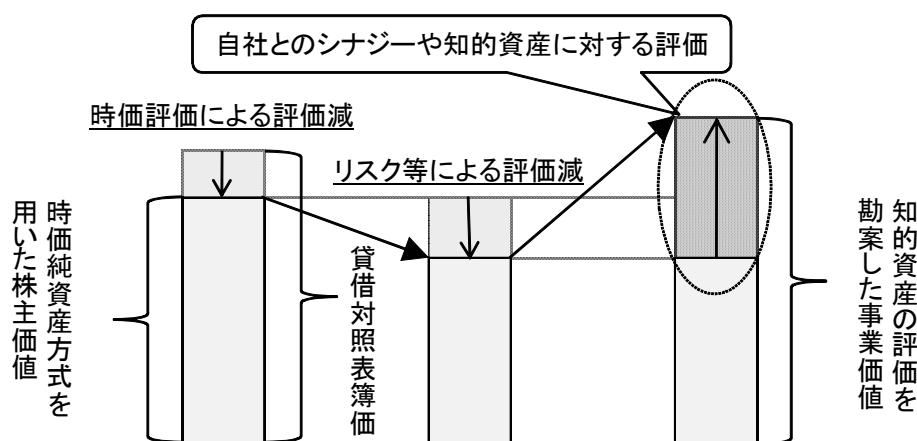 自社とのシナジーや知的資産に対する評価
時価評価による評価減
リスク等による評価減
時価純資産方式を
用いた株主価値
貸借対照表簿価
知的資産の評価を
勘案した事業価値